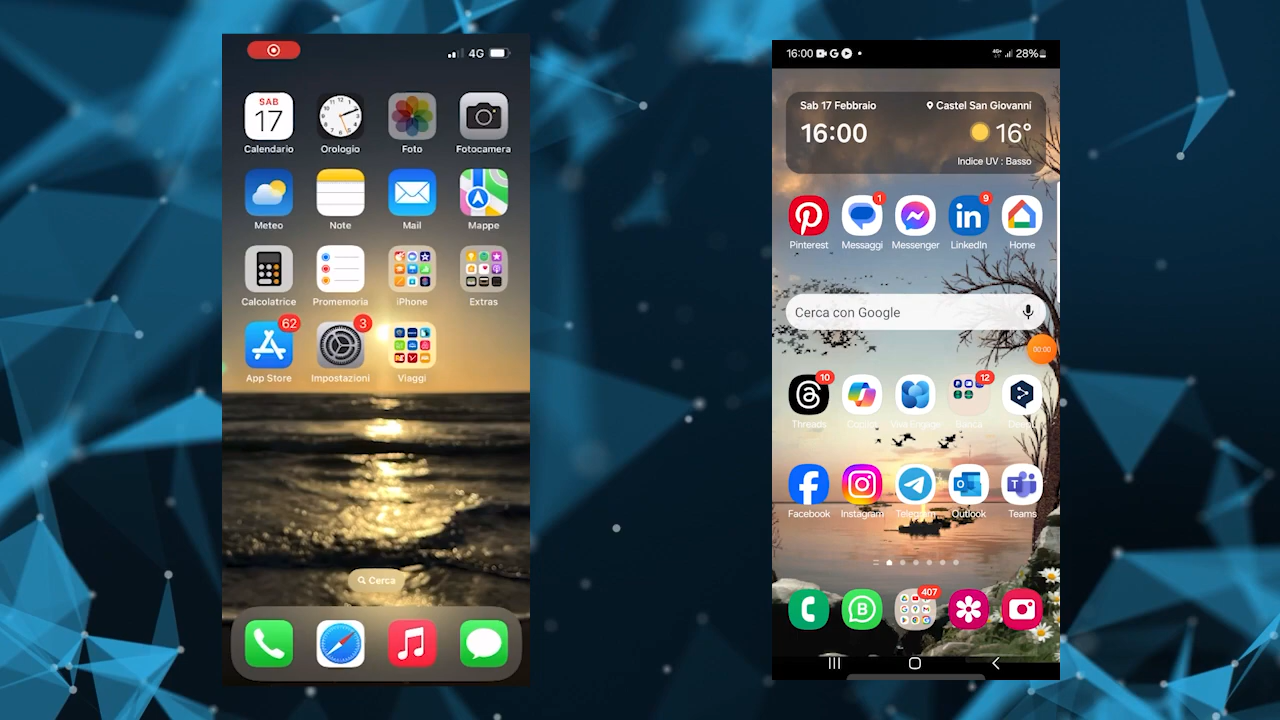 4G
SAB
17
Calendario
Orologio
Foto
Fotocamera
Meteo
Note
Mail
Mappe
Calcolatrice
Promemoria
iPhone
Extras
62
3
App Store
Impostazioni
Viaggi
Cerca
16:00
28%
Sab 17 Febbraio
Castel San Giovanni
16:00
16°
Indice UV : Basso
1
9
Pinterest
Messaggi
Messenger
LinkedIn
Home
Cerca con Google
00:00
10
12
Threads
Copilot
Viva Engage
Facebook
Instagram
Telegram
Outlook
Teams
407